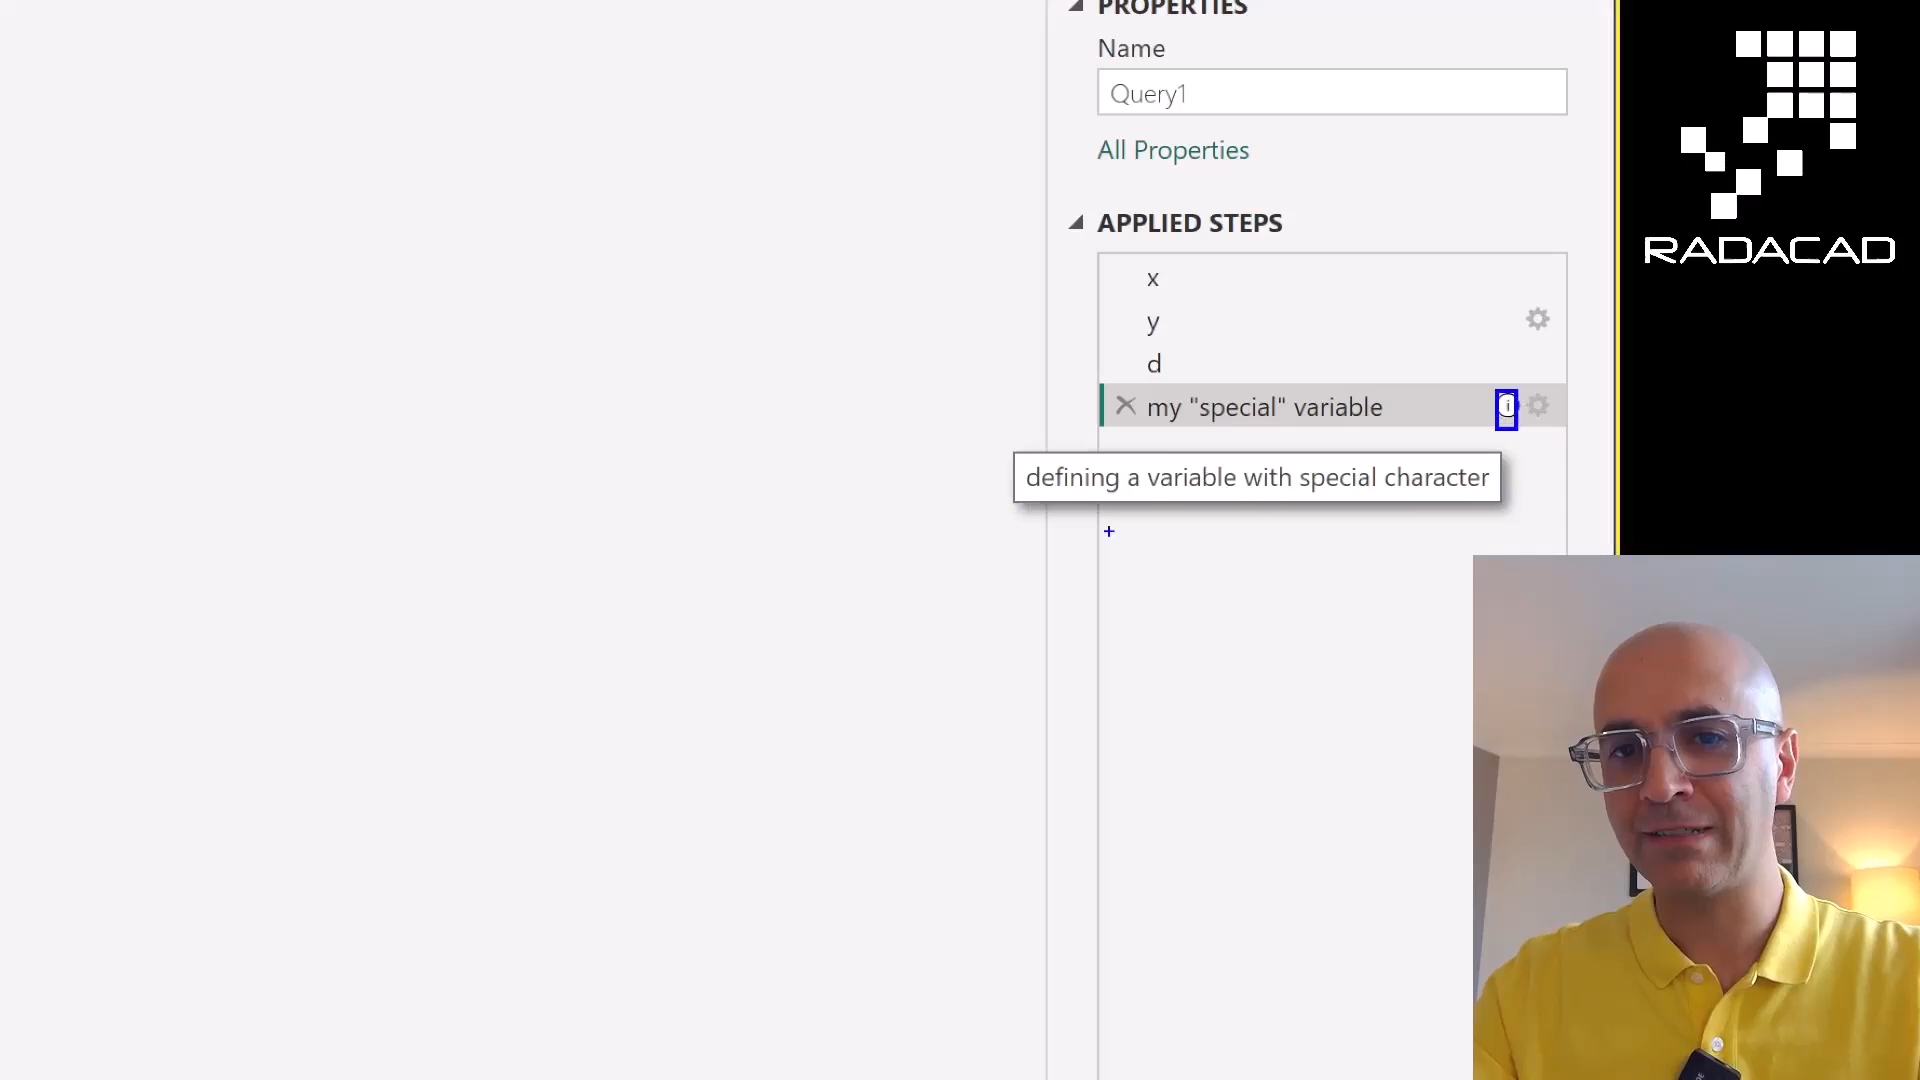 PROPERTIES
Name
Query1
All Properties
APPLIED STEPS
x
y
d
my "special" variable
defining a variable with special character
RADACAD